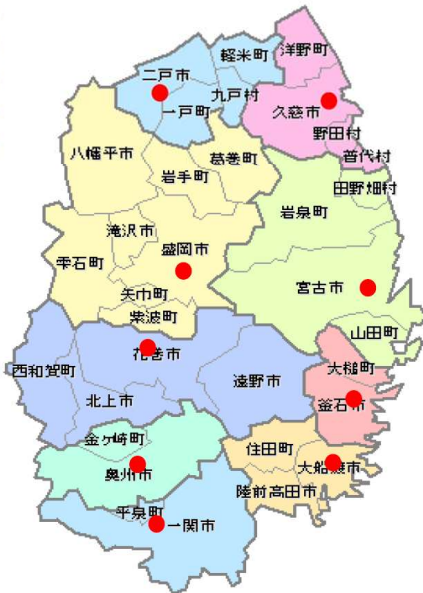 洋野町
軽米町
二戸市
九戸村
一戸町
久慈市
野田村
普代村
八幡平市
葛巻町
岩手町
田野畑村
岩泉町
滝沢市
盛岡市
雫石町
宮古市
矢巾町
紫波町
山田町
花巻市
大槌町
西和賀町
遠野市
北上市
釜石市
金ヶ崎町
住田町
大船渡市
奥州市
陸前高田市
平泉町
一関市